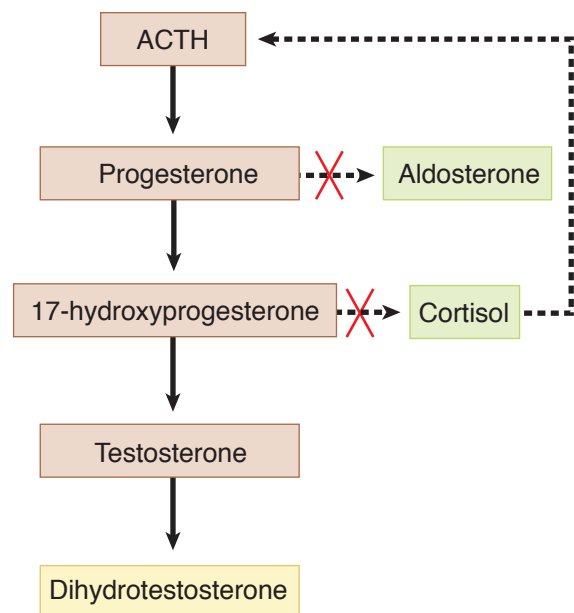 ACTH
Progesterone
Aldosterone
17-hydroxyprogesterone
Cortisol
Testosterone
Dihydrotestosterone